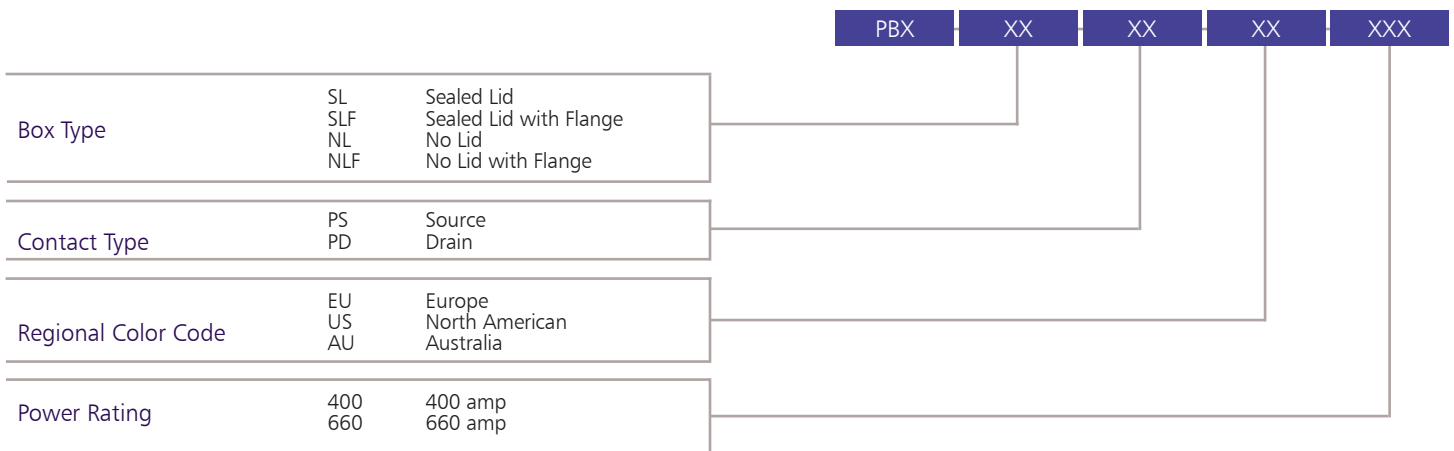 PBX XX XX XX XXX
Box Type
SL Sealed Lid
SLF Sealed Lid with Flange
NL No Lid
NLF No Lid with Flange
Contact Type
PS Source
PD Drain
Regional Color Code
EU Europe
US North American
AU Australia
Power Rating
400 400 amp
660 660 amp